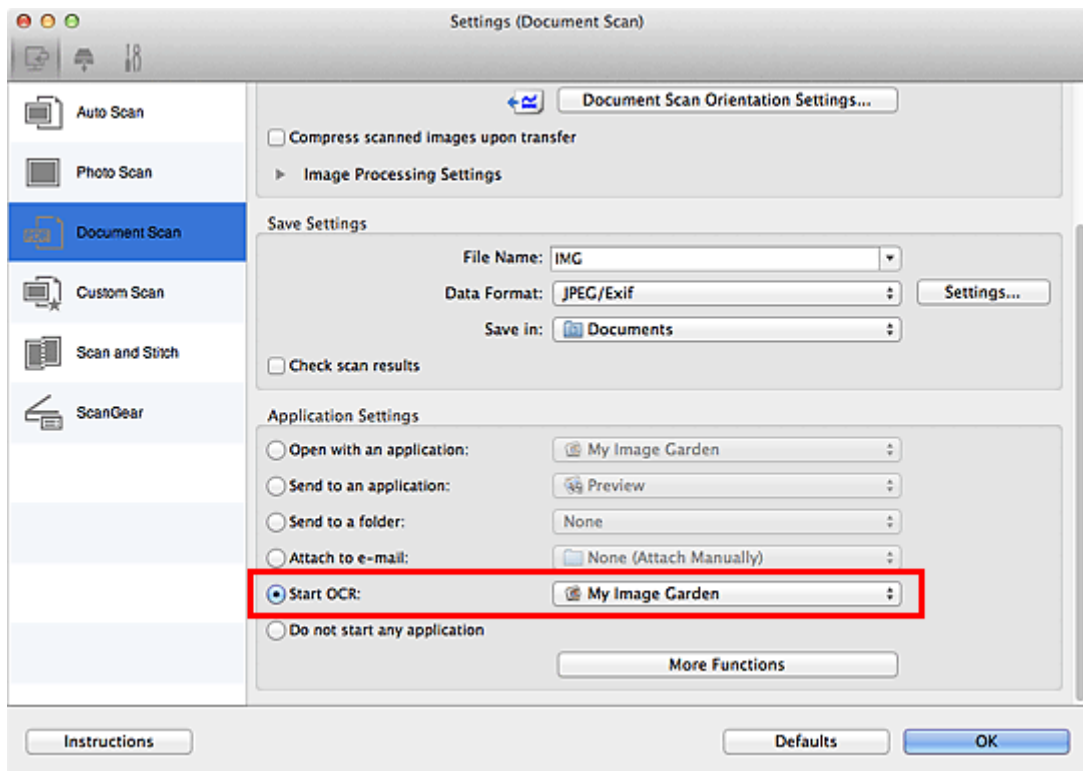 Settings (Document Scan)
Auto Scan
Photo Scan
Document Scan
Custom Scan
Scan and Stitch
ScanGear
Document Scan Orientation Settings...
Compress scanned images upon transfer
Image Processing Settings
Save Settings
File Name: IMG
Data Format: JPEG/Exif Settings...
Save in: Documents
Check scan results
Application Settings
Open with an application: My Image Garden
Send to an application: Preview
Send to a folder: None
Attach to e-mail: None (Attach Manually)
Start OCR: My Image Garden
Do not start any application
More Functions
Instructions Defaults OK